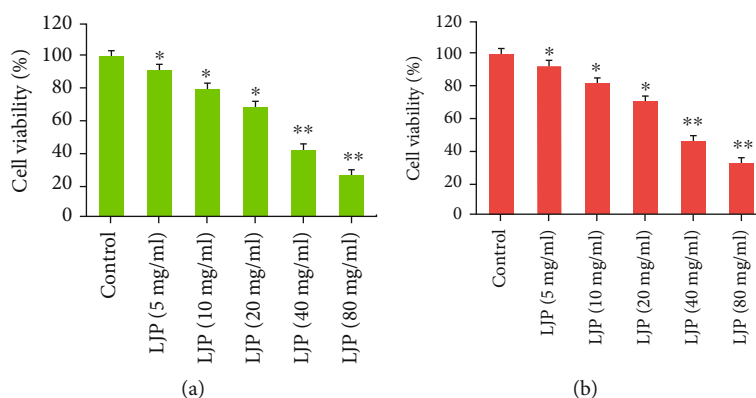 Cell viability (%)
120
100
80
60
40
20
0
*
*
*
**
**
Control
LJP (5 mg/ml)
LJP (10 mg/ml)
LJP (20 mg/ml)
LJP (40 mg/ml)
LJP (80 mg/ml)
(a)
Cell viability (%)
120
100
80
60
40
20
0
*
*
*
**
**
Control
LJP (5 mg/ml)
LJP (10 mg/ml)
LJP (20 mg/ml)
LJP (40 mg/ml)
LJP (80 mg/ml)
(b)